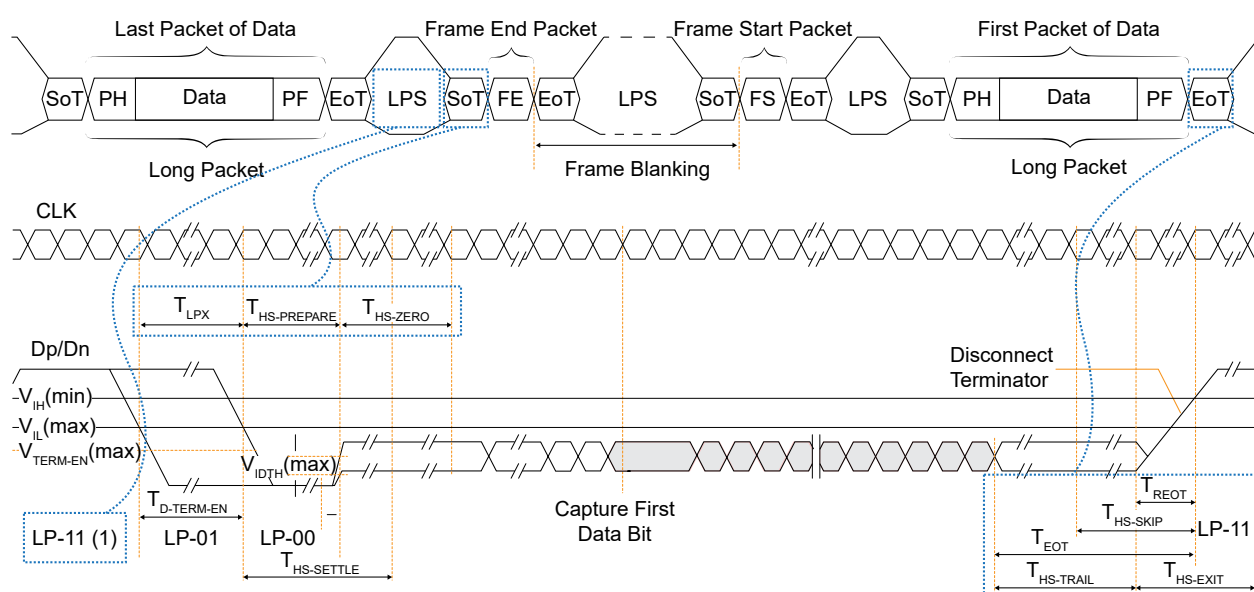 Last Packet of Data Frame End Packet Frame Start Packet First Packet of Data
SoT PH Data PF EoT LPS SoT FE EoT LPS SoT FS EoT LPS SoT PH Data PF EoT
Long Packet Frame Blanking Long Packet
CLK
TLPX THS-PREPARE THS-ZERO
Dp/Dn
Disconnect
Terminator
VIH(min)
VIL(max)
VTERM-EN(max)
VIDTH(max)
TD-TERM-EN
Capture First
Data Bit
TREOT
THS-SKIP
LP-11 (1) LP-01 LP-00 LP-11
TEOT
THS-SETTLE
THS-TRAIL THS-EXIT